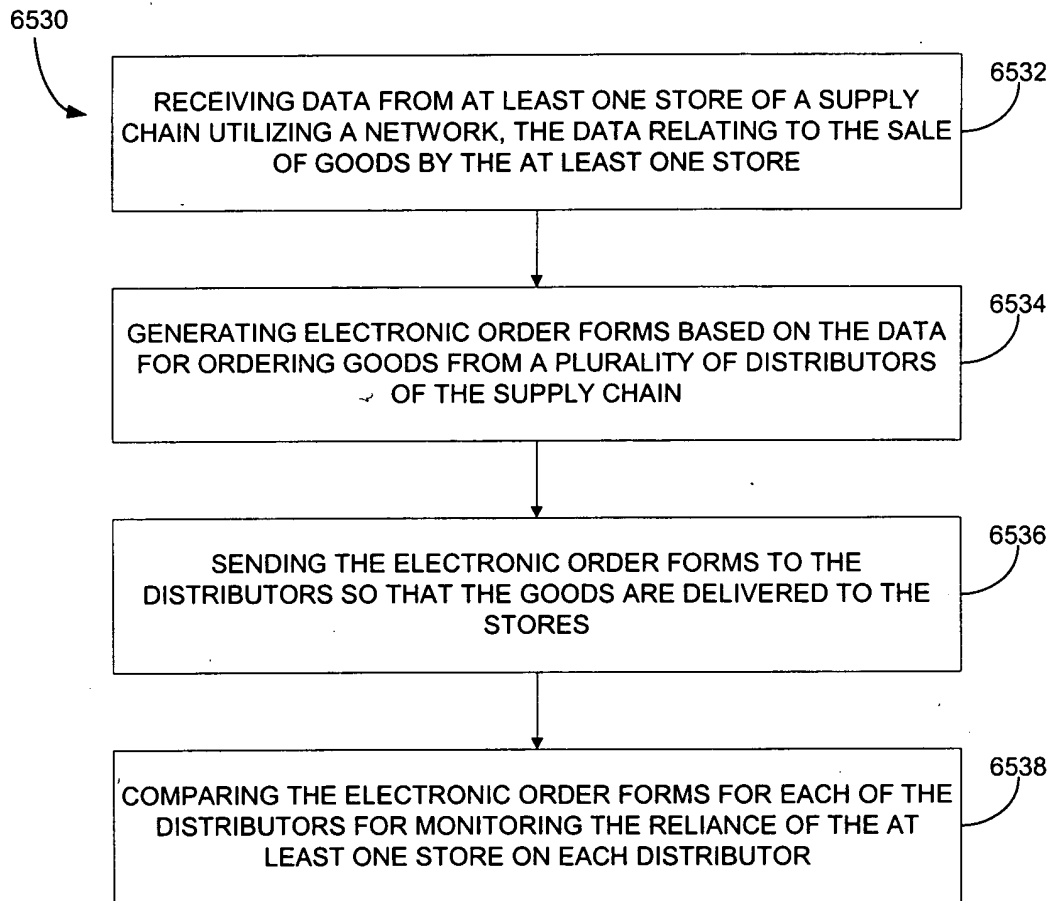 6530
6532
RECEIVING DATA FROM AT LEAST ONE STORE OF A SUPPLY
CHAIN UTILIZING A NETWORK, THE DATA RELATING TO THE SALE
OF GOODS BY THE AT LEAST ONE STORE
6534
GENERATING ELECTRONIC ORDER FORMS BASED ON THE DATA
FOR ORDERING GOODS FROM A PLURALITY OF DISTRIBUTORS
OF THE SUPPLY CHAIN
6536
SENDING THE ELECTRONIC ORDER FORMS TO THE
DISTRIBUTORS SO THAT THE GOODS ARE DELIVERED TO THE
STORES
6538
COMPARING THE ELECTRONIC ORDER FORMS FOR EACH OF THE
DISTRIBUTORS FOR MONITORING THE RELIANCE OF THE AT
LEAST ONE STORE ON EACH DISTRIBUTOR